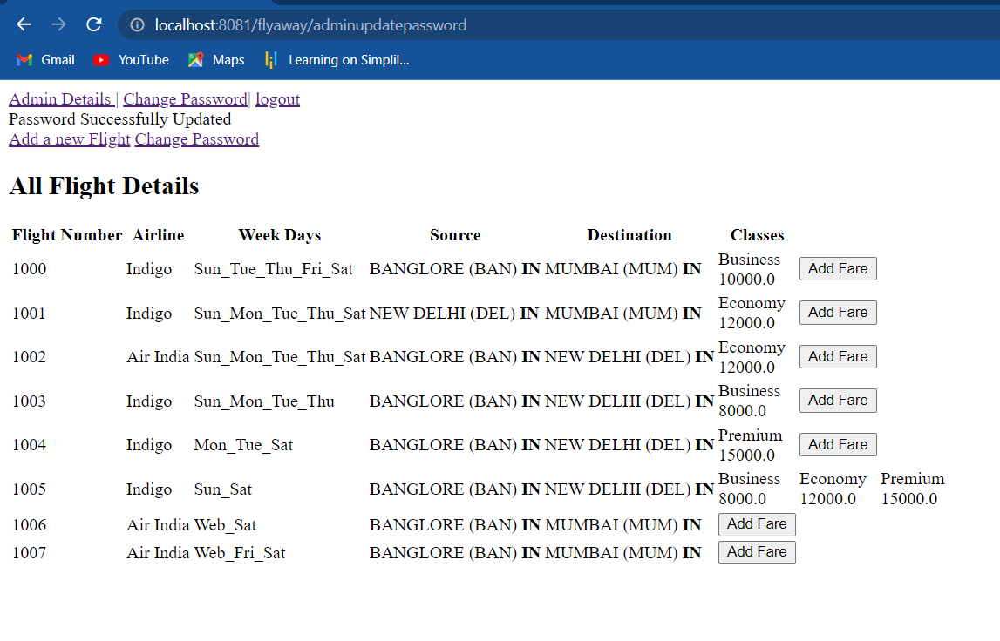 localhost:8081/flyaway/adminupdatepassword
Gmail YouTube Maps Learning on Simplil...
Admin Details | Change Password| logout
Password Successfully Updated
Add a new Flight Change Password
All Flight Details
Flight Number Airline Week Days Source Destination Classes
1000 Indigo Sun_Tue_Thu_Fri_Sat BANGLORE (BAN) IN MUMBAI (MUM) IN Business 10000.0 Add Fare
1001 Indigo Sun_Mon_Tue_Thu_Sat NEW DELHI (DEL) IN MUMBAI (MUM) IN Economy 12000.0 Add Fare
1002 Air India Sun_Mon_Tue_Thu_Sat BANGLORE (BAN) IN NEW DELHI (DEL) IN Economy 12000.0 Add Fare
1003 Indigo Sun_Mon_Tue_Thu BANGLORE (BAN) IN NEW DELHI (DEL) IN Business 8000.0 Add Fare
1004 Indigo Mon_Tue_Sat BANGLORE (BAN) IN NEW DELHI (DEL) IN Premium 15000.0 Add Fare
1005 Indigo Sun_Sat BANGLORE (BAN) IN NEW DELHI (DEL) IN Business 8000.0 Economy 12000.0 Premium 15000.0
1006 Air India Web_Sat BANGLORE (BAN) IN MUMBAI (MUM) IN Add Fare
1007 Air India Web_Fri_Sat BANGLORE (BAN) IN MUMBAI (MUM) IN Add Fare